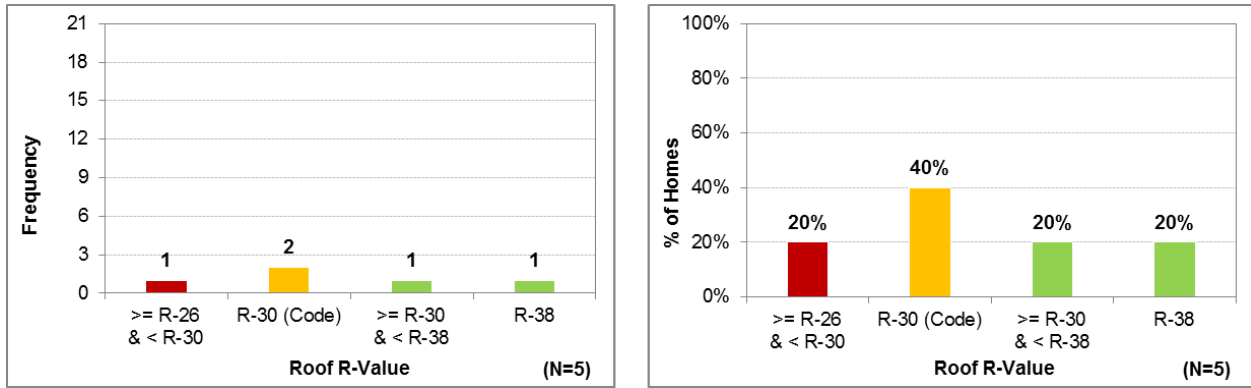 21
18
15
12
9
6
3
0
Frequency
1
2
1
1
>= R-26
& < R-30
R-30 (Code)
>= R-30
& < R-38
R-38
Roof R-Value
(N=5)
100%
80%
60%
40%
20%
0%
% of Homes
20%
40%
20%
20%
>= R-26
& < R-30
R-30 (Code)
>= R-30
& < R-38
R-38
Roof R-Value
(N=5)